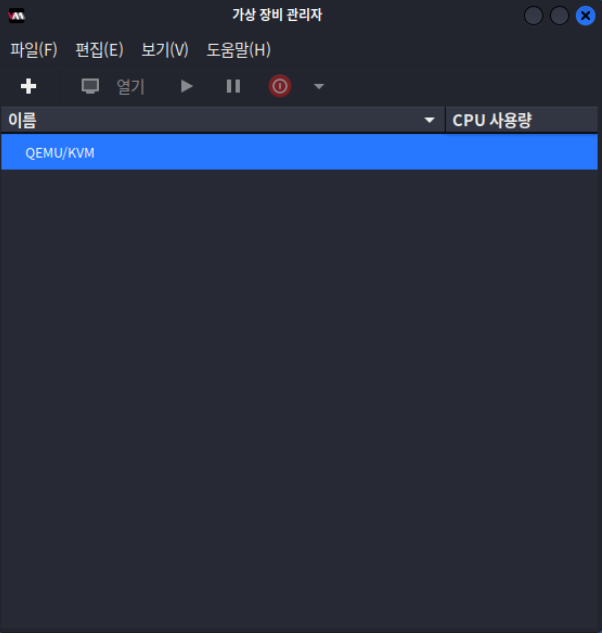 가상 장비 관리자
파일(F) 편집(E) 보기(V) 도움말(H)
열기
이름 CPU 사용량
QEMU/KVM